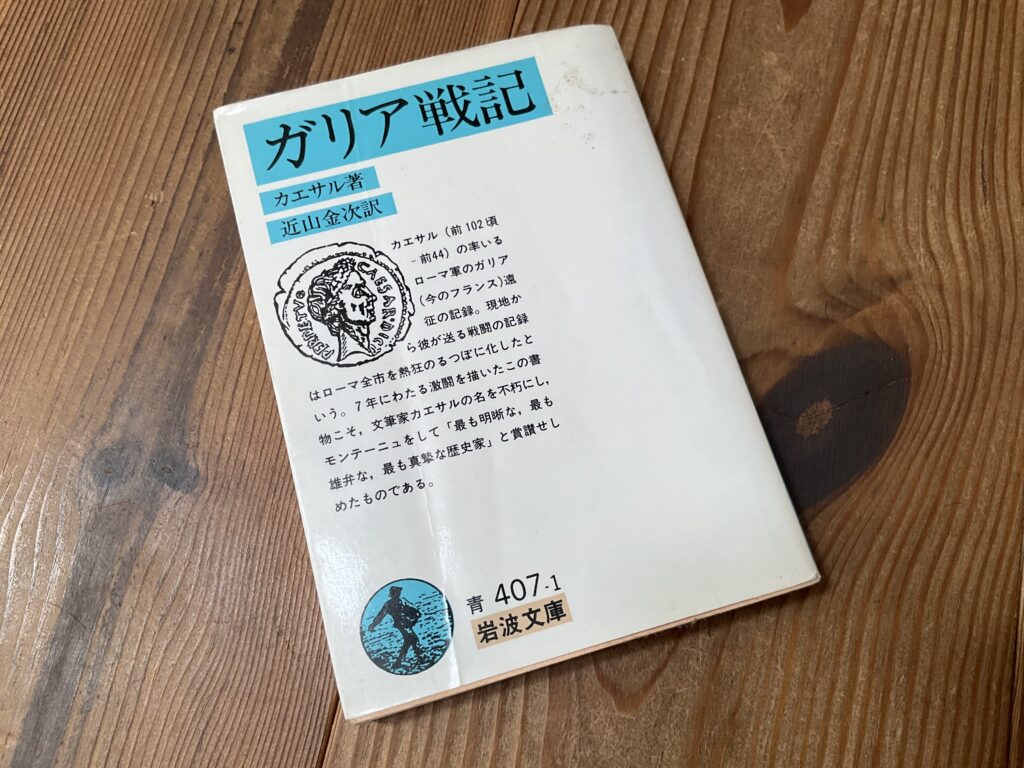 ガリア戦記
カエサル著
近山金次訳
カエサル（前102頃
-前44）の率いる
ローマ軍のガリア
（今のフランス）遠
征の記録。現地か
ら彼が送る戦闘の記録
はローマ全市を熱狂のるつぼに化したと
いう。7年にわたる激闘を描いたこの書
物こそ，文筆家カエサルの名を不朽にし，
モンテーニュをして「最も明晰な，最も
雄弁な，最も真摯な歴史家」と賞讃せし
めたものである。
CAESAR·DICT
PERPETVS
青 407-1
岩波文庫